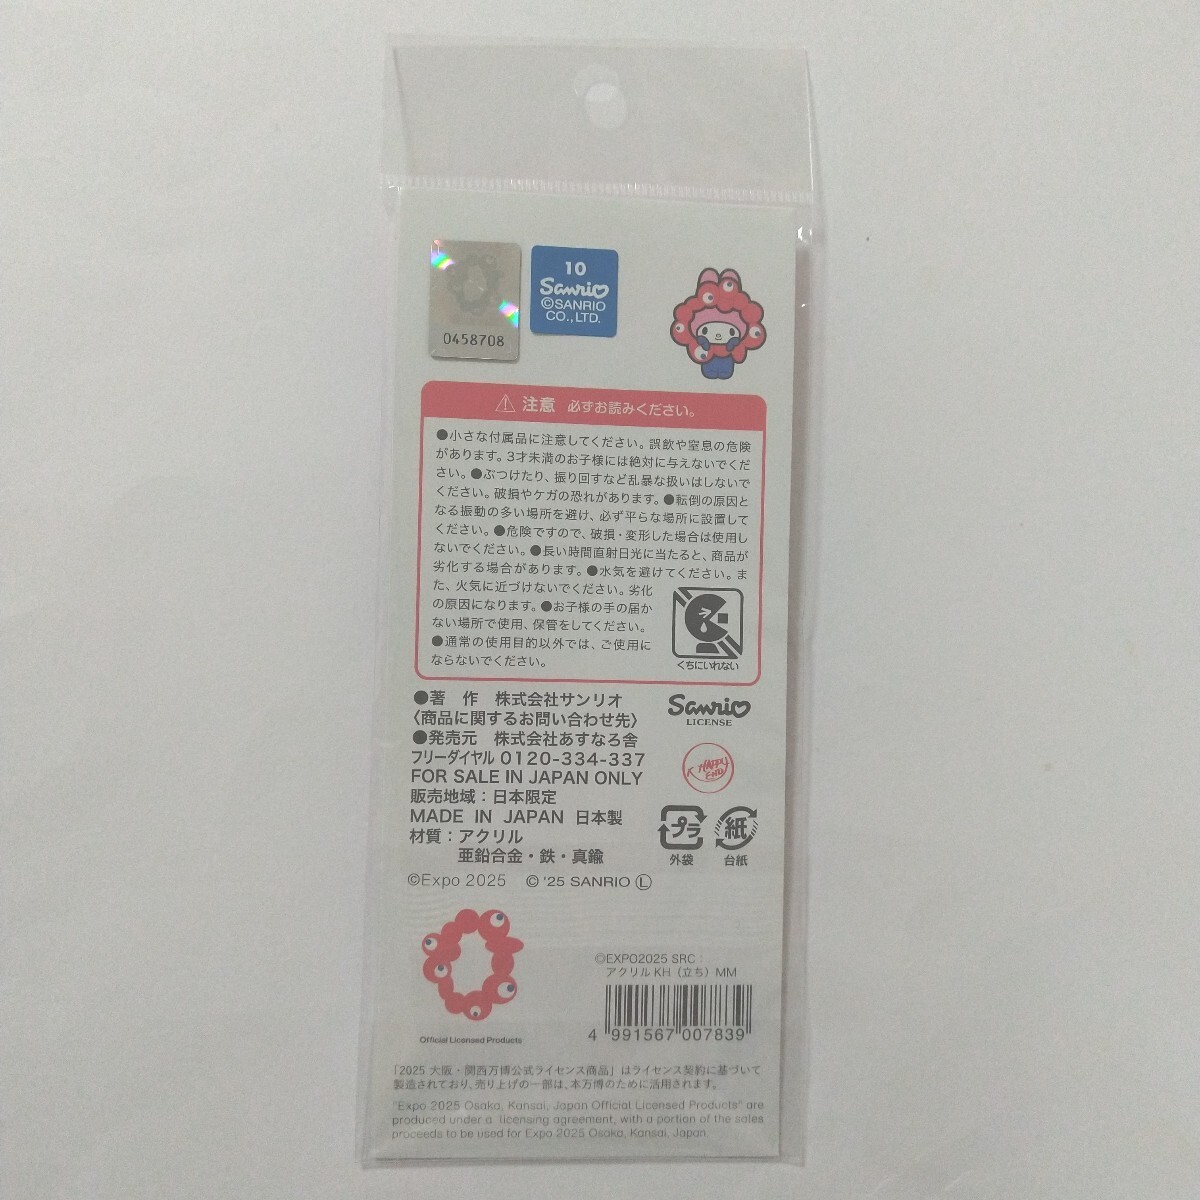 0458708
10
Sanrio
©SANRIO
CO.,LTD.
注意 必ずお読みください。
●小さな付属品に注意してください。誤飲や窒息の危険
があります。3才未満のお子様には絶対に与えないでくだ
さい。●ぶつけたり、振り回すなど乱暴な扱いはしないで
ください。破損やケガの恐れがあります。●転倒の原因と
なる振動の多い場所を避け、必ず平らな場所に設置して
ください。●危険ですので、破損・変形した場合は使用し
ないでください。●長い時間直射日光に当たると、商品が
劣化する場合があります。●水気を避けてください。ま
た、火気に近づけないでください。劣化
の原因になります。●お子様の手の届か
ない場所で使用、保管をしてください。
●通常の使用目的以外では、ご使用に
ならないでください。
くちにいれない
●著 作 株式会社サンリオ
〈商品に関するお問い合わせ先〉
●発売元 株式会社あすなろ舎
フリーダイヤル 0120-334-337
FOR SALE IN JAPAN ONLY
販売地域：日本限定
MADE IN JAPAN 日本製
材質：アクリル
亜鉛合金・鉄・真鍮
Sanrio
LICENSE
HAPPY
END
プラ
外袋
紙
台紙
©Expo 2025 © '25 SANRIO Ⓛ
Official Licensed Products
©EXPO2025 SRC：
アクリルKH（立ち）MM
4 991567 007839
「2025 大阪・関西万博公式ライセンス商品」はライセンス契約に基づいて
製造されており、売り上げの一部は、本万博のために活用されます。
"Expo 2025 Osaka, Kansai, Japan Official Licensed Products" are
produced under a licensing agreement, with a portion of the sales
proceeds to be used for Expo 2025 Osaka, Kansai, Japan.